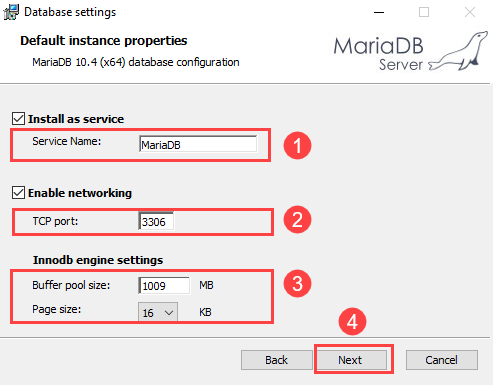 Database settings
Default instance properties
MariaDB 10.4 (x64) database configuration
MariaDB
Server
Install as service
Service Name: MariaDB
1
Enable networking
TCP port: 3306
2
Innodb engine settings
Buffer pool size: 1009 MB
3
Page size: 16 KB
4
Back Next Cancel